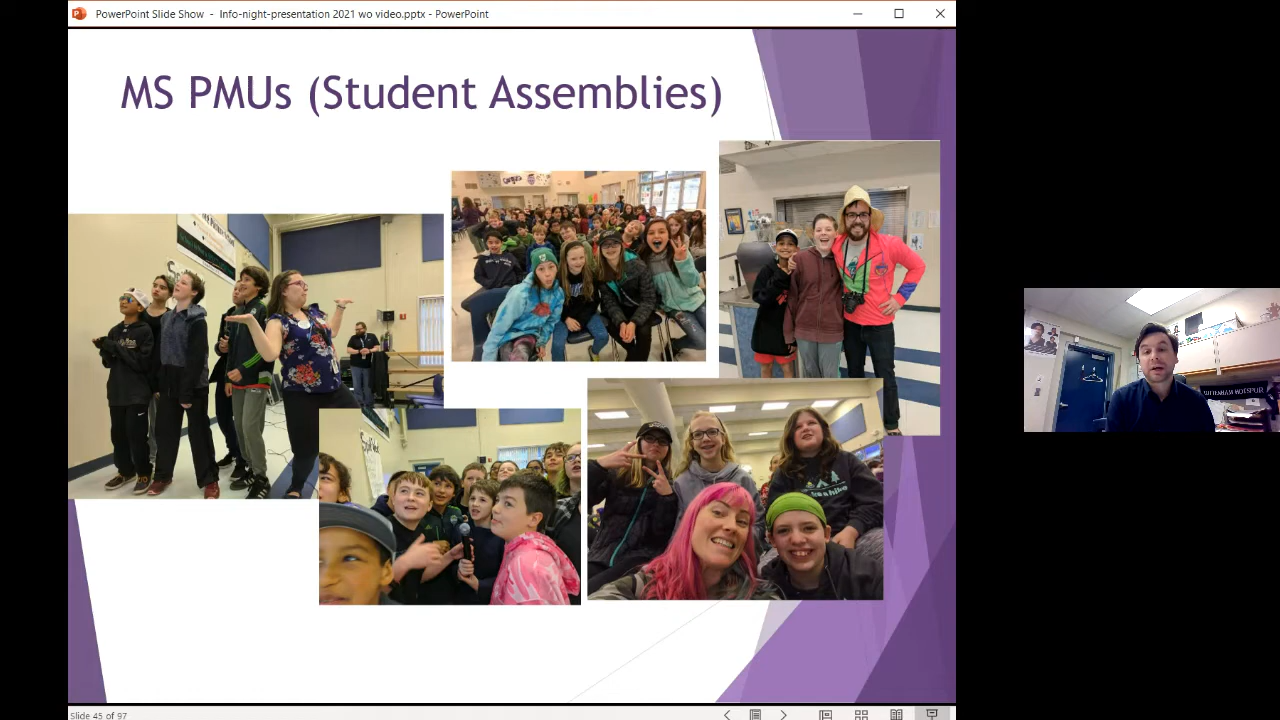 PowerPoint Slide Show - Info-night-presentation 2021 wo video.pptx - PowerPoint
MS PMUs (Student Assemblies)
Slide 45 of 97